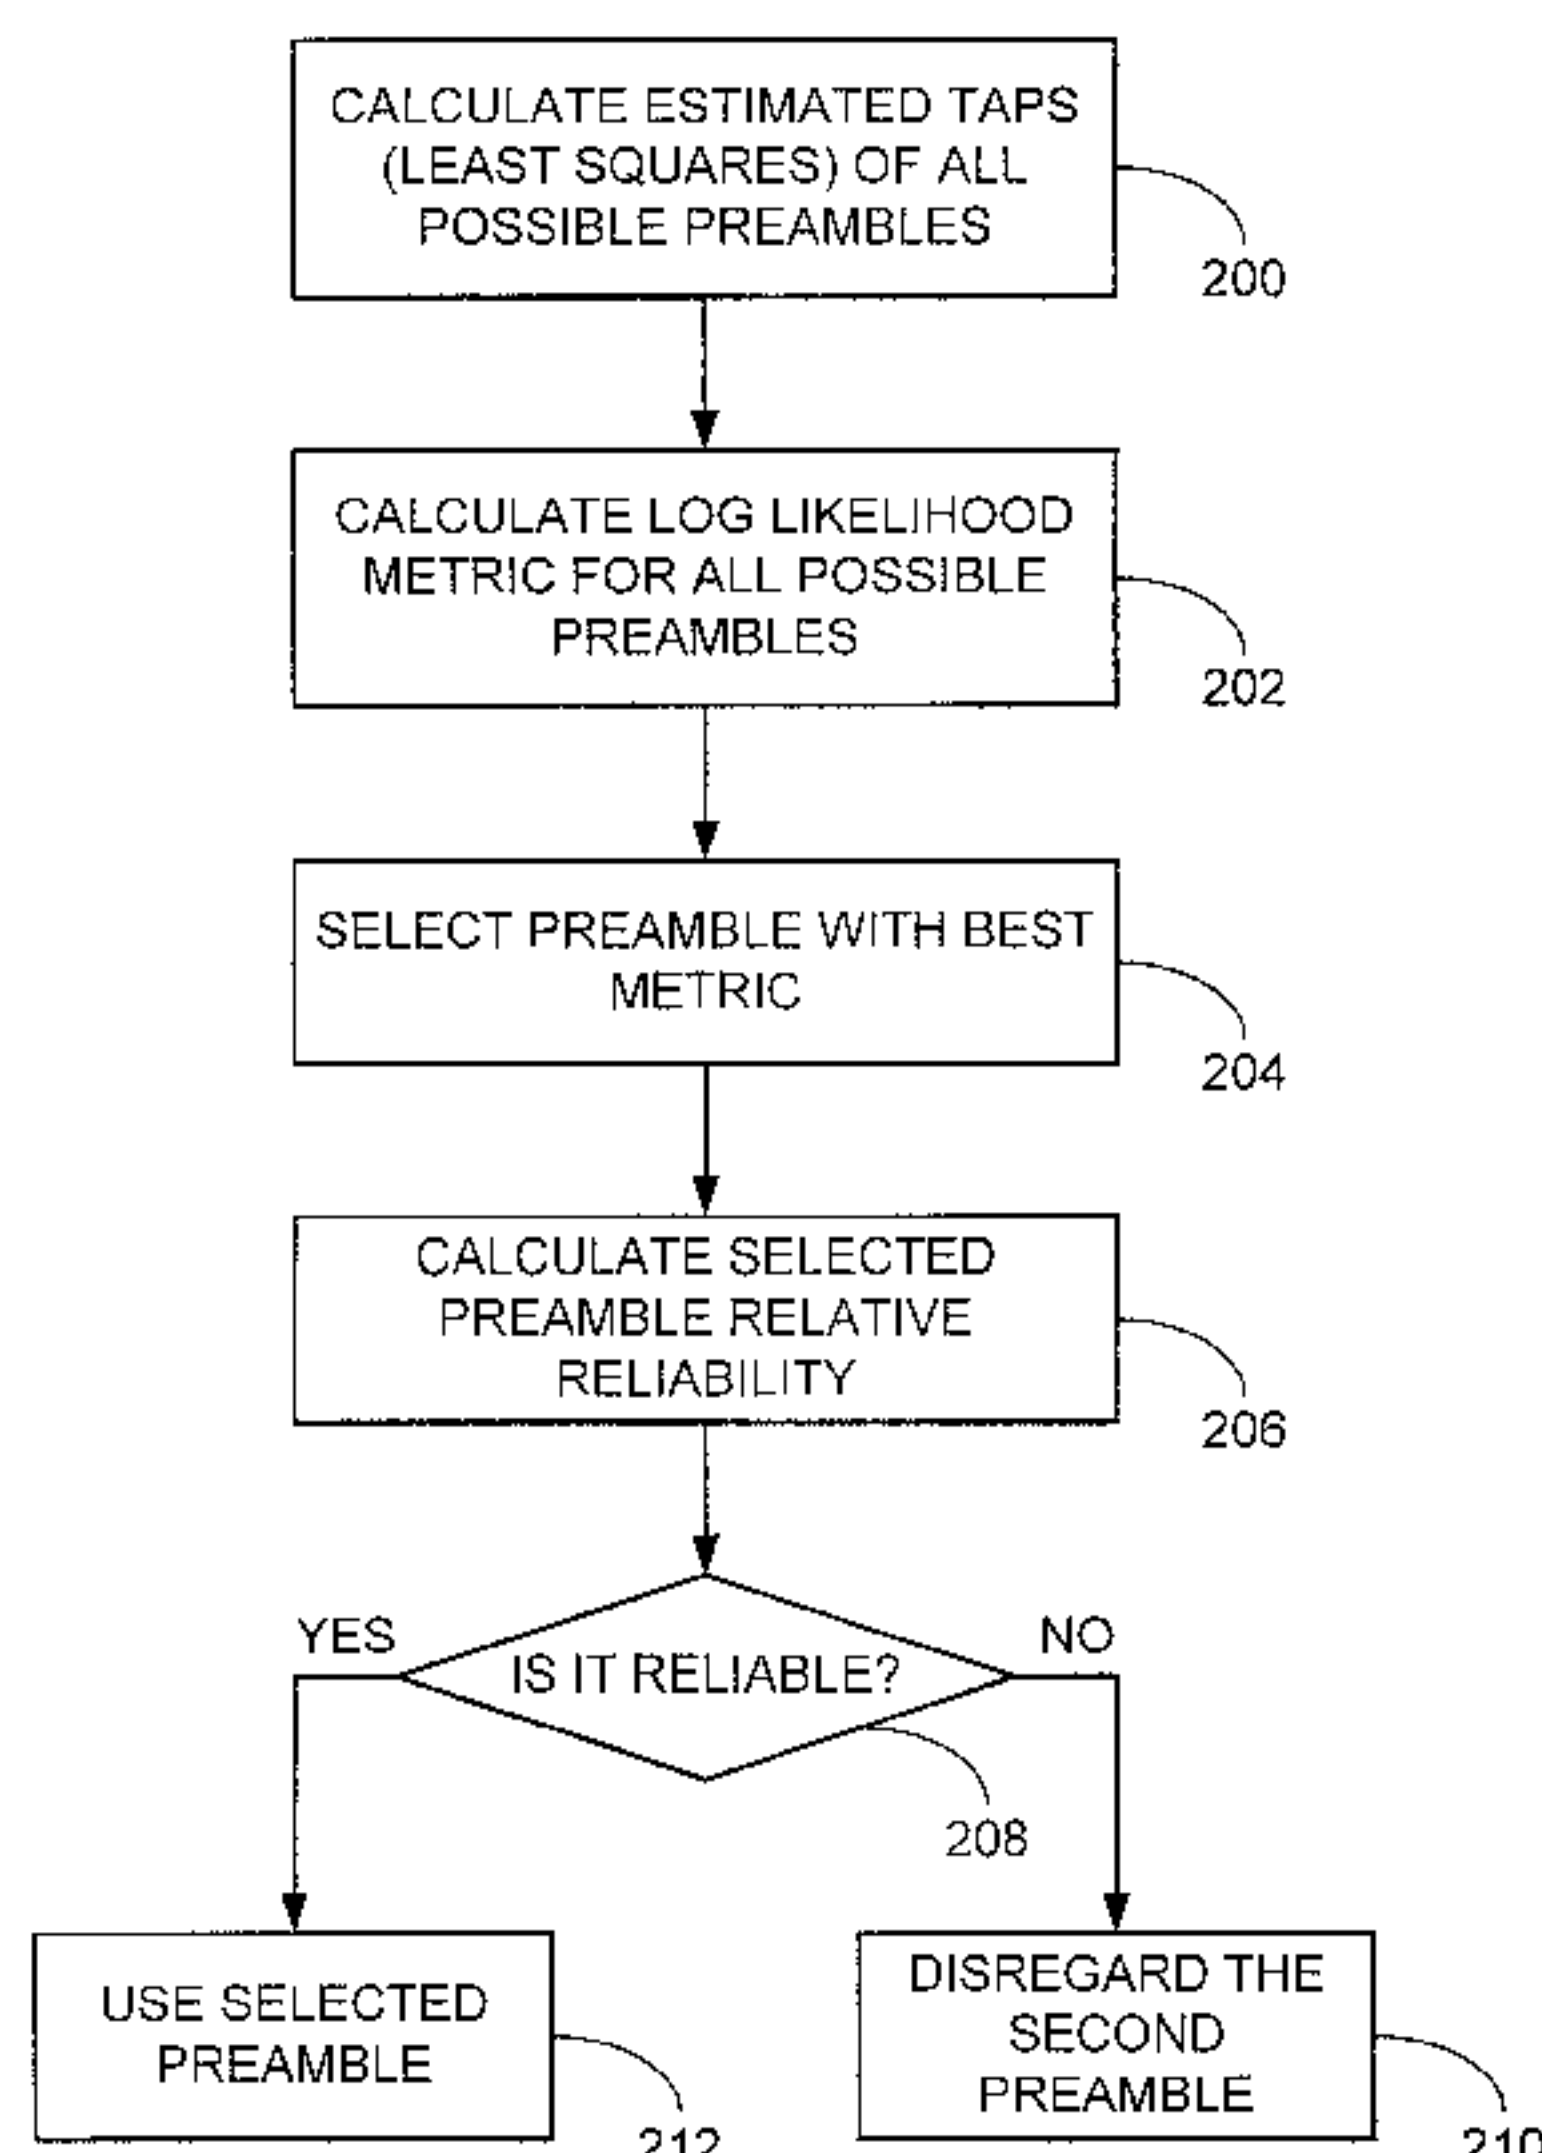 CALCULATE ESTIMATED TAPS
(LEAST SQUARES) OF ALL
POSSIBLE PREAMBLES
200
CALCULATE LOG LIKELIHOOD
METRIC FOR ALL POSSIBLE
PREAMBLES
202
SELECT PREAMBLE WITH BEST
METRIC
204
CALCULATE SELECTED
PREAMBLE RELATIVE
RELIABILITY
206
YES
NO
IS IT RELIABLE?
208
USE SELECTED
PREAMBLE
212
DISREGARD THE
SECOND
PREAMBLE
210